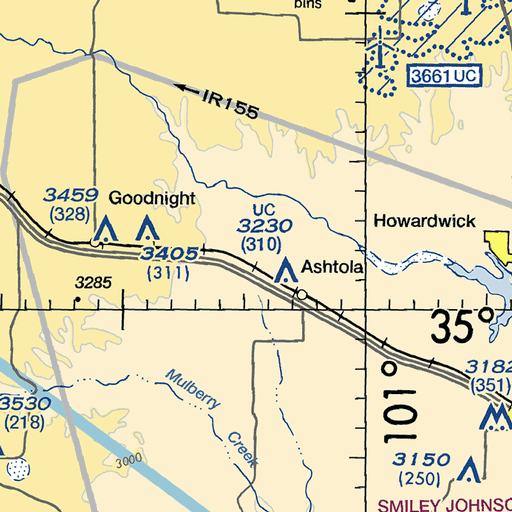 bins
3661 UC
IR155
3459
(328)
Goodnight
UC
3230
(310)
Howardwick
3405
(311)
Ashtola
3285
35°
3182
(351)
101°
Mulberry
Creek
3530
(218)
3000
3150
(250)
SMILEY JOHNSO